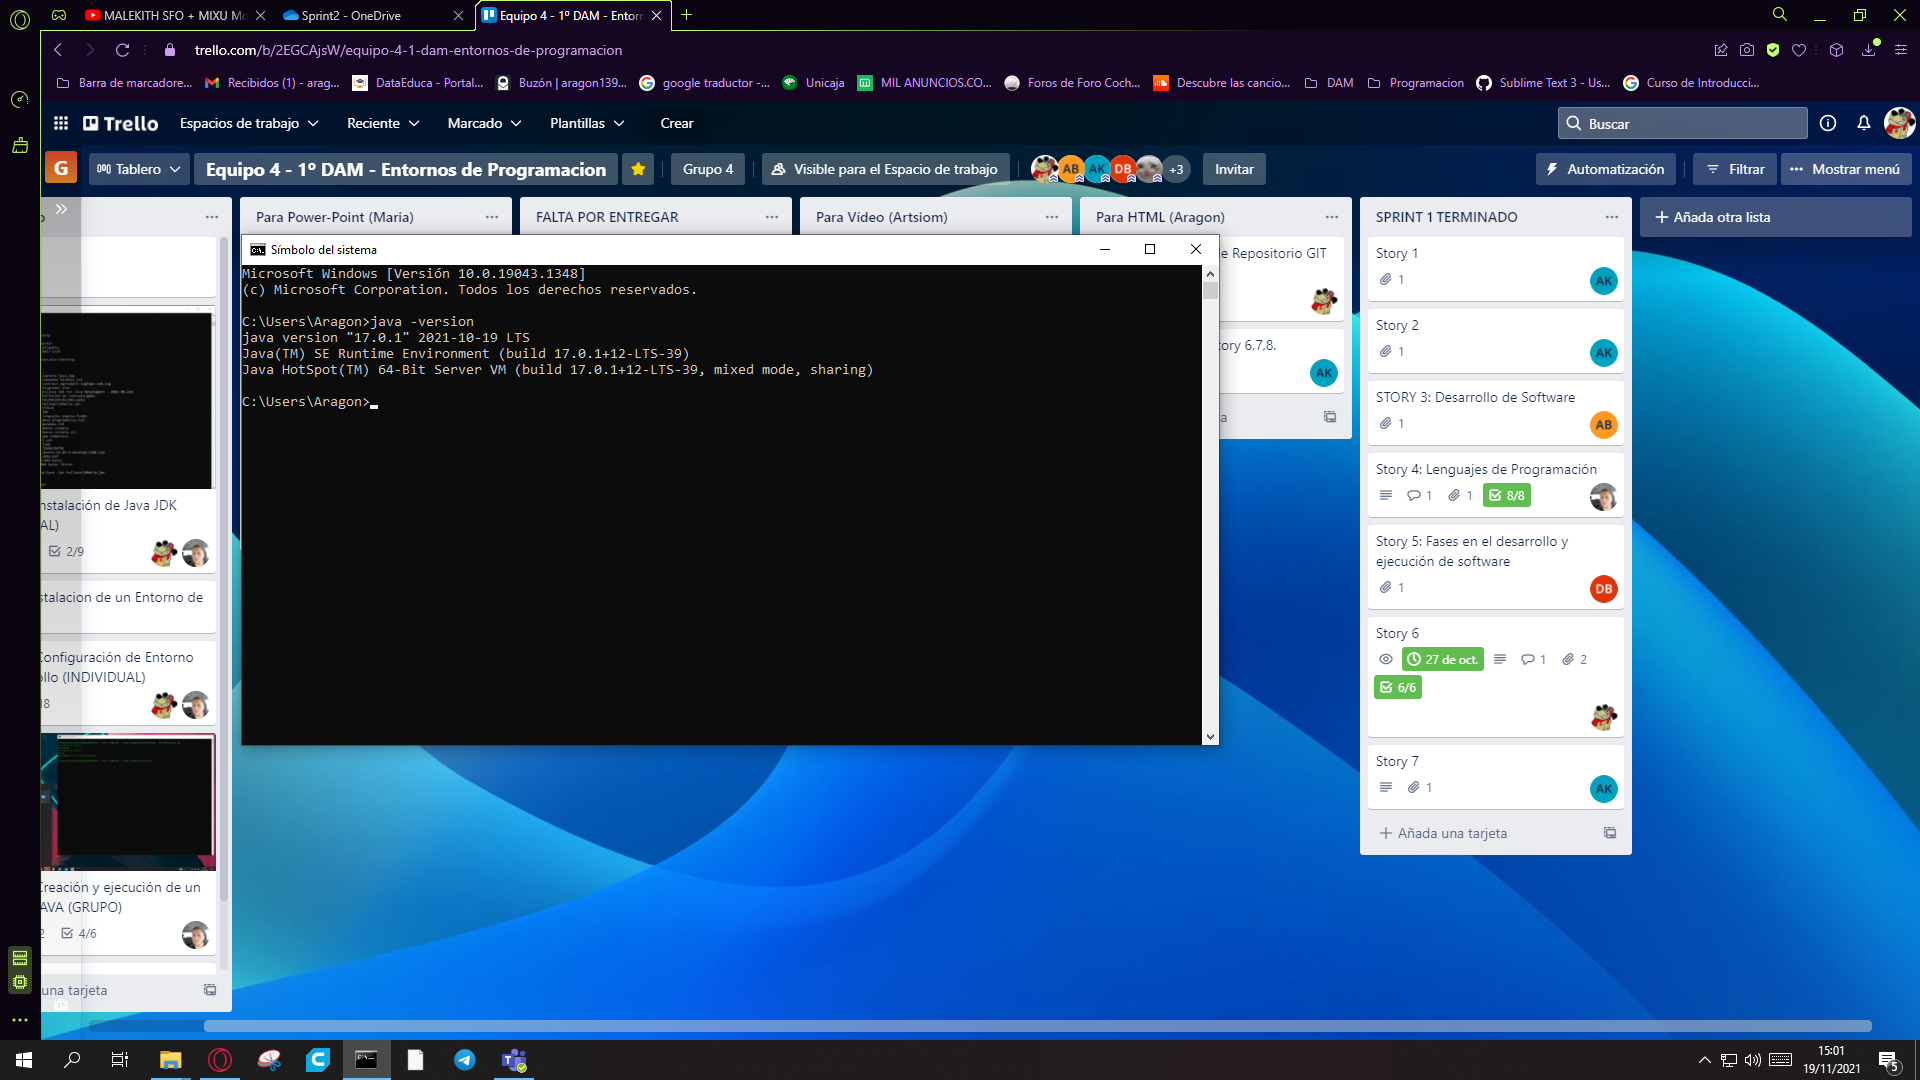 MALEKITH SFO + MIXU Mo
Sprint2 - OneDrive
Equipo 4 - 1º DAM - Entorn
trello.com/b/2EGCAjsW/equipo-4-1-dam-entornos-de-programacion
Barra de marcadore...
Recibidos (1) - arag...
DataEduca - Portal...
Buzón | aragon139...
google traductor -...
Unicaja
MIL ANUNCIOS.CO...
Foros de Foro Coch...
Descubre las cancio...
DAM
Programacion
Sublime Text 3 - Us...
Curso de Introducci...
Trello
Espacios de trabajo
Reciente
Marcado
Plantillas
Crear
Buscar
G
Tablero
Equipo 4 - 1º DAM - Entornos de Programacion
Grupo 4
Visible para el Espacio de trabajo
AB
AK
DB
+3
Invitar
Automatización
Filtrar
Mostrar menú
Para Power-Point (Maria)
FALTA POR ENTREGAR
Para Vídeo (Artsiom)
Para HTML (Aragon)
SPRINT 1 TERMINADO
Añada otra lista
nstalación de Java JDK
AL)
2/9
stalacion de un Entorno de
Configuración de Entorno
ollo (INDIVIDUAL)
18
Creación y ejecución de un
AVA (GRUPO)
2
4/6
una tarjeta
Símbolo del sistema
Microsoft Windows [Versión 10.0.19043.1348]
(c) Microsoft Corporation. Todos los derechos reservados.
C:\Users\Aragon>java -version
java version "17.0.1" 2021-10-19 LTS
Java(TM) SE Runtime Environment (build 17.0.1+12-LTS-39)
Java HotSpot(TM) 64-Bit Server VM (build 17.0.1+12-LTS-39, mixed mode, sharing)
C:\Users\Aragon>
e Repositorio GIT
tory 6,7,8.
AK
a
Story 1
1
AK
Story 2
1
AK
STORY 3: Desarrollo de Software
1
AB
Story 4: Lenguajes de Programación
1
1
8/8
Story 5: Fases en el desarrollo y
ejecución de software
1
DB
Story 6
27 de oct.
1
2
6/6
Story 7
1
AK
Añada una tarjeta
15:01
19/11/2021
5